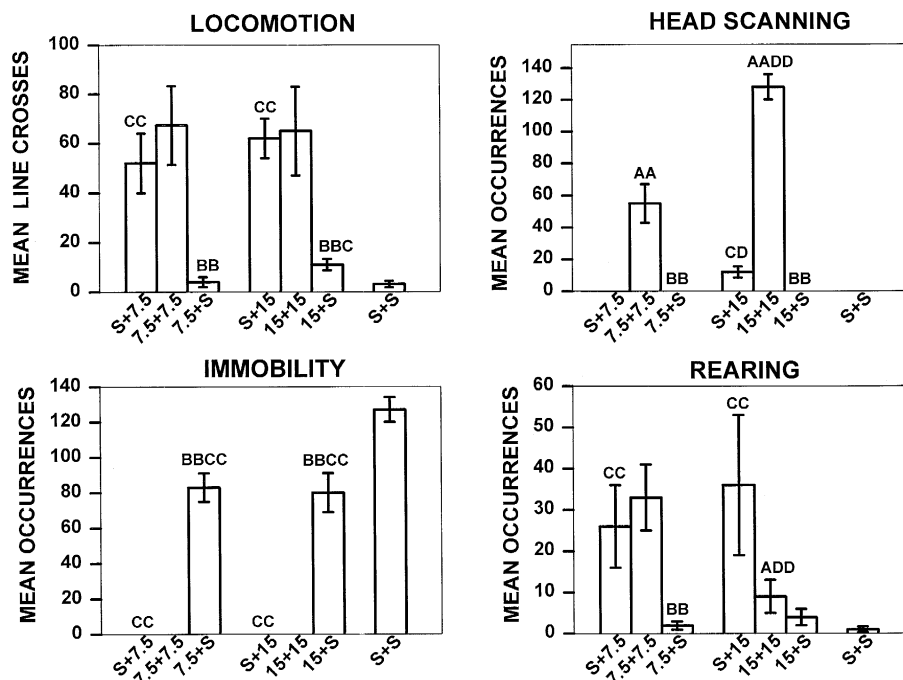 LOCOMOTION
MEAN LINE CROSSES
100
80
60
40
20
0
CC
BB
CC
BBC
S+7.5
7.5+7.5
7.5+S
S+15
15+15
15+S
S+S
HEAD SCANNING
MEAN OCCURRENCES
140
120
100
80
60
40
20
0
AA
BB
CD
AADD
BB
S+7.5
7.5+7.5
7.5+S
S+15
15+15
15+S
S+S
IMMOBILITY
MEAN OCCURRENCES
140
120
100
80
60
40
20
0
CC
BBCC
CC
BBCC
S+7.5
7.5+7.5
7.5+S
S+15
15+15
15+S
S+S
REARING
MEAN OCCURRENCES
60
50
40
30
20
10
0
CC
BB
CC
ADD
S+7.5
7.5+7.5
7.5+S
S+15
15+15
15+S
S+S